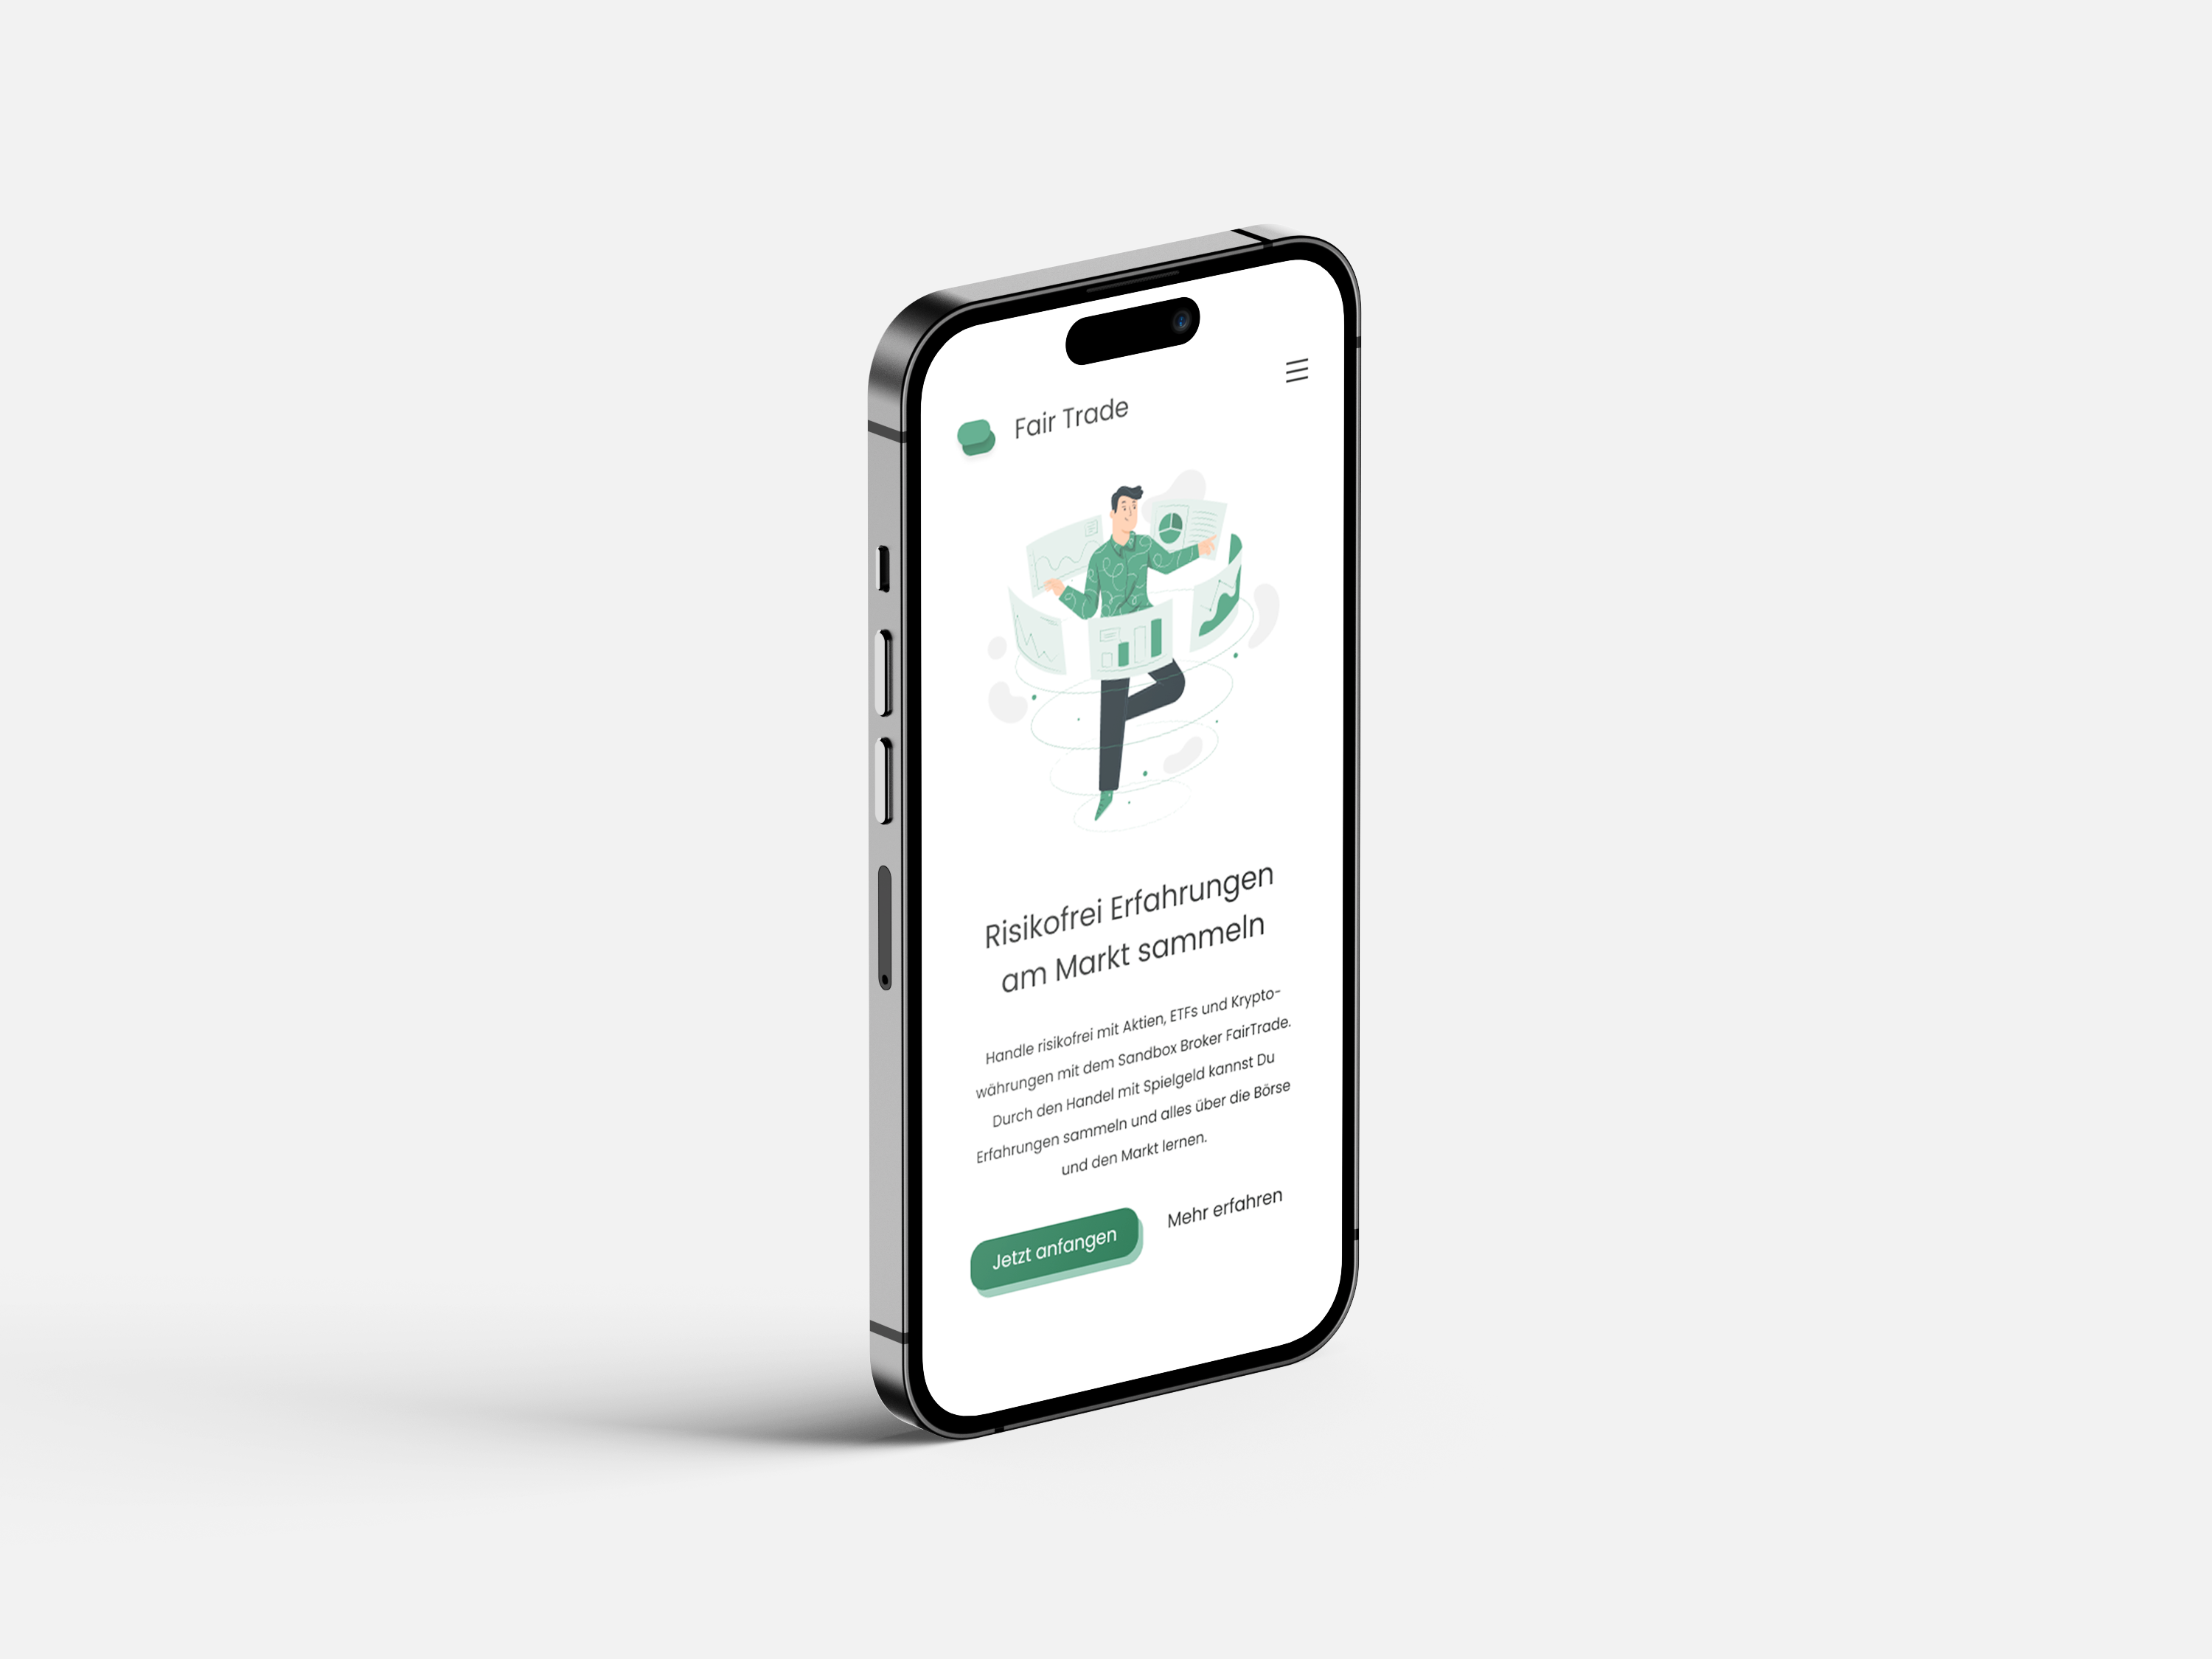 Fair Trade
Risikofrei Erfahrungen
am Markt sammeln
Handle risikofrei mit Aktien, ETFs und Krypto-
währungen mit dem Sandbox Broker FairTrade.
Durch den Handel mit Spielgeld kannst Du
Erfahrungen sammeln und alles über die Börse
und den Markt lernen.
Jetzt anfangen
Mehr erfahren